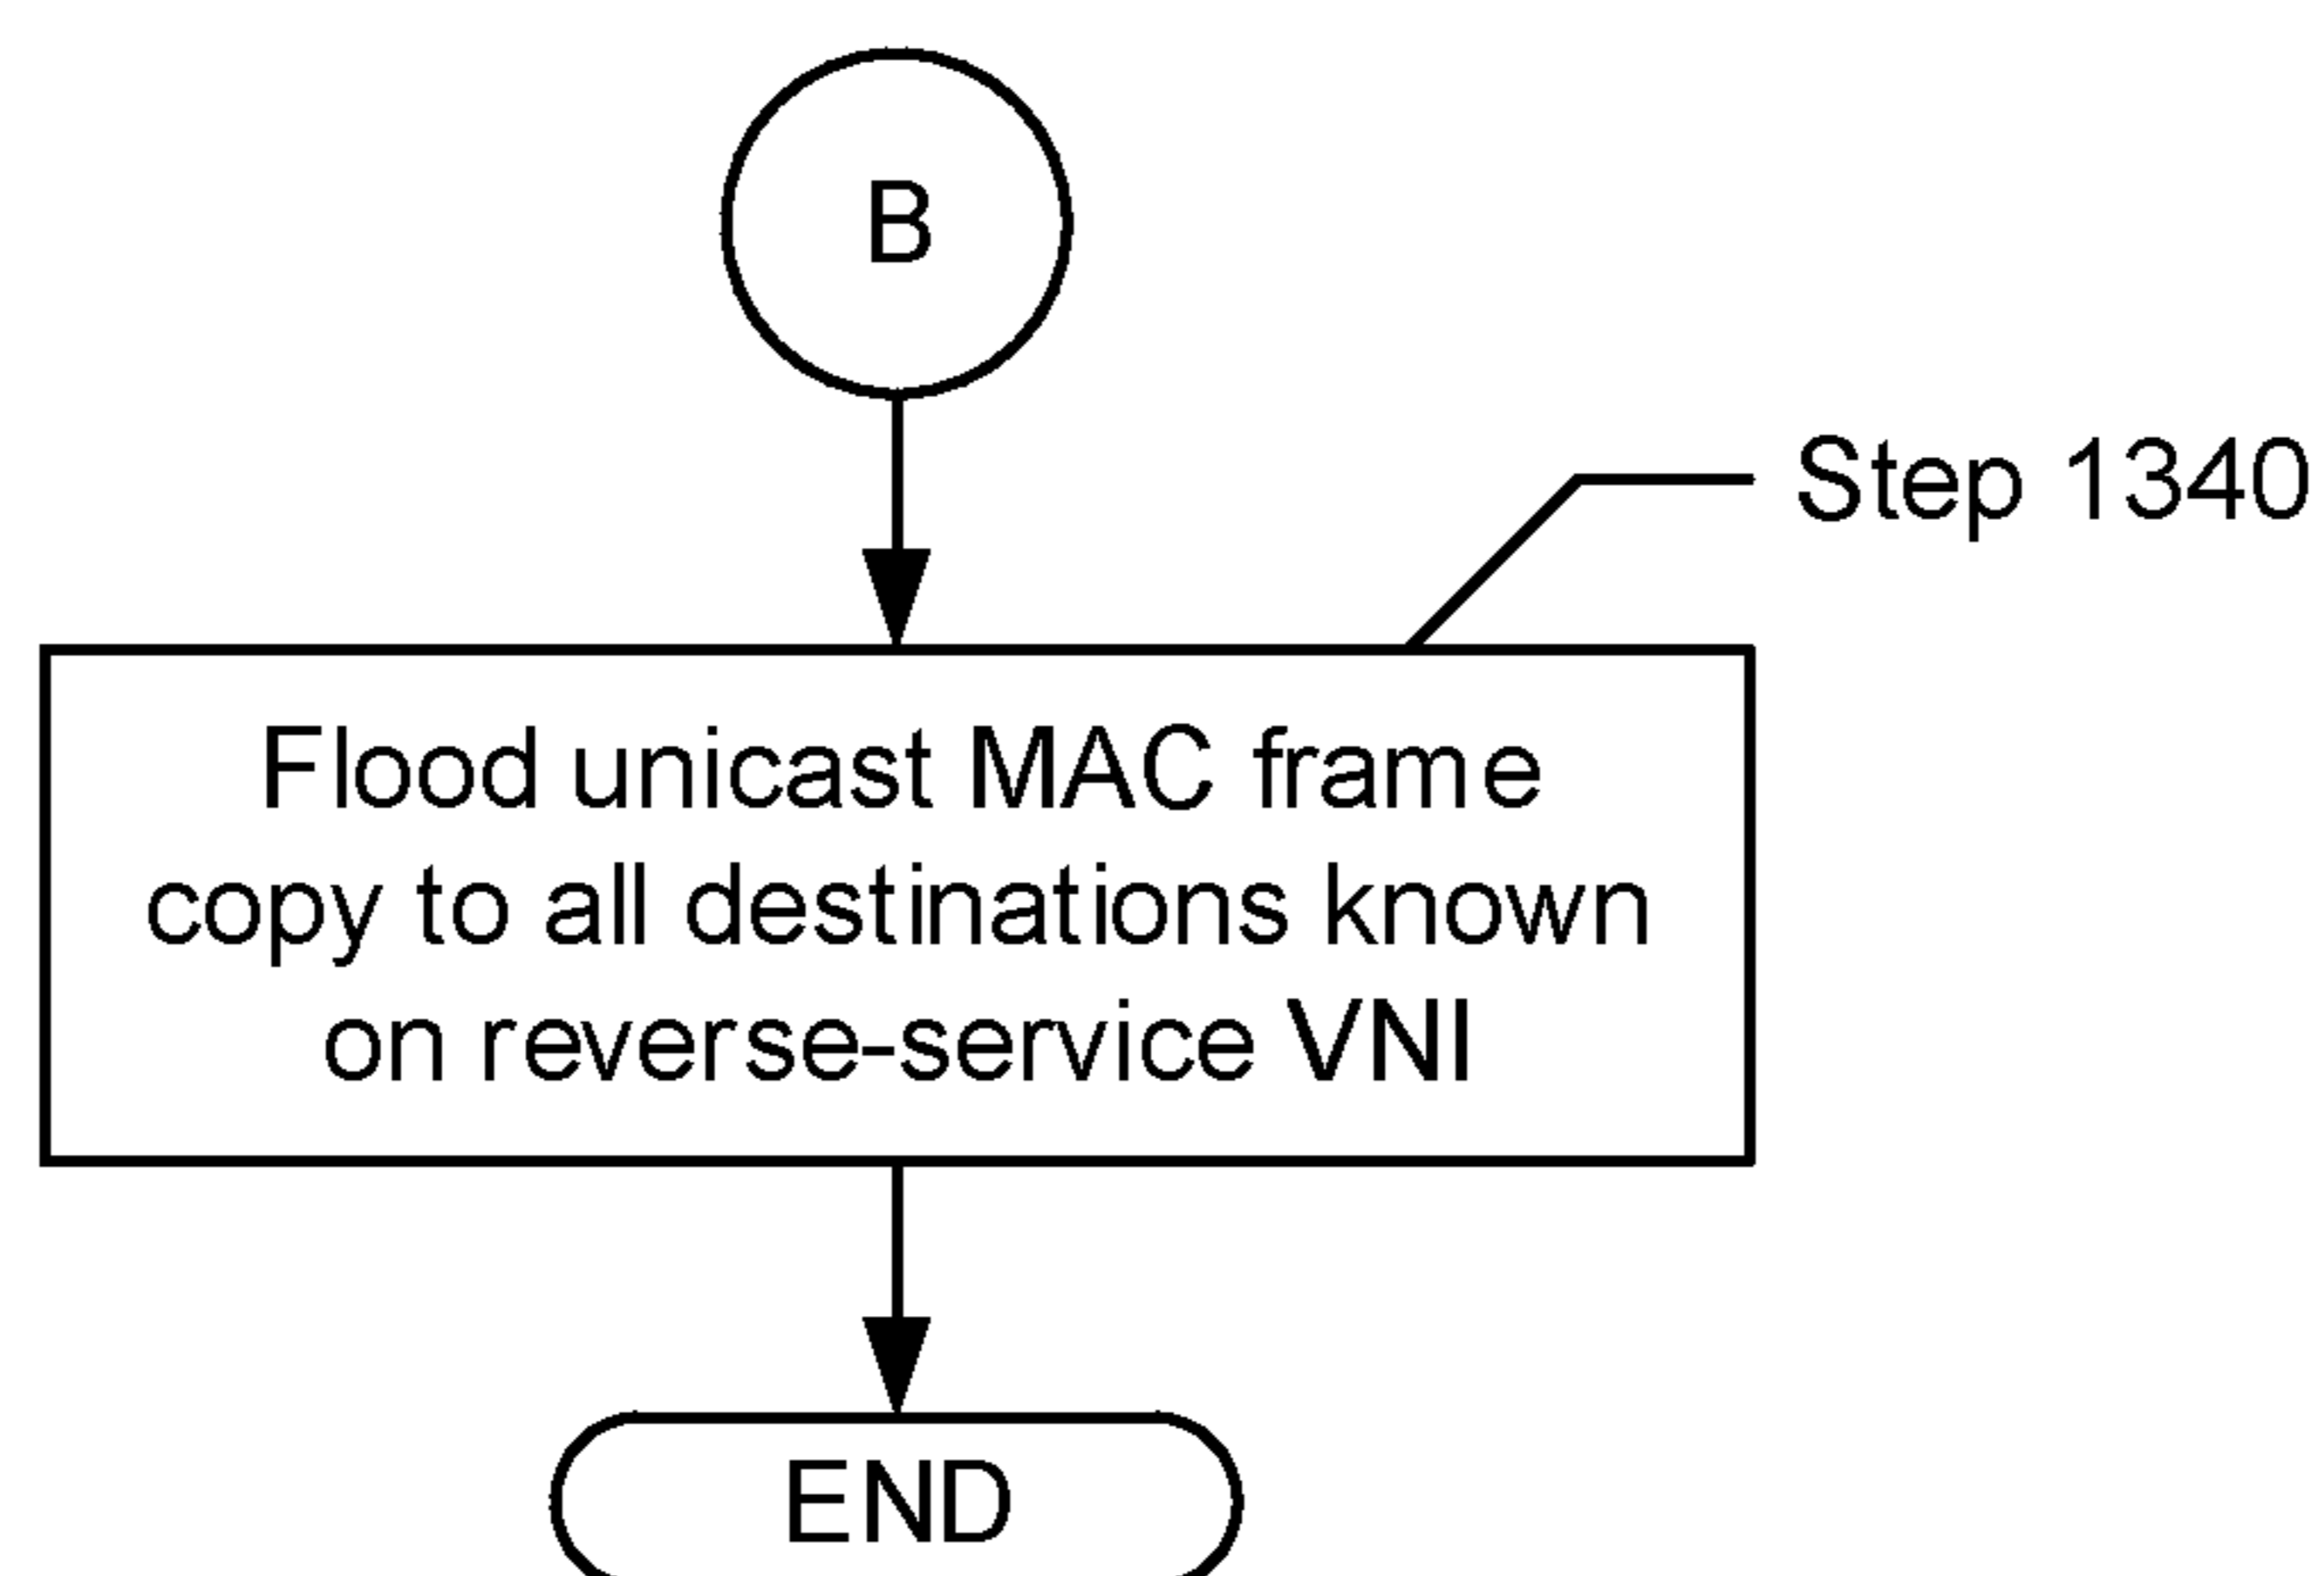 B
Step 1340
Flood unicast MAC frame
copy to all destinations known
on reverse-service VNI
END